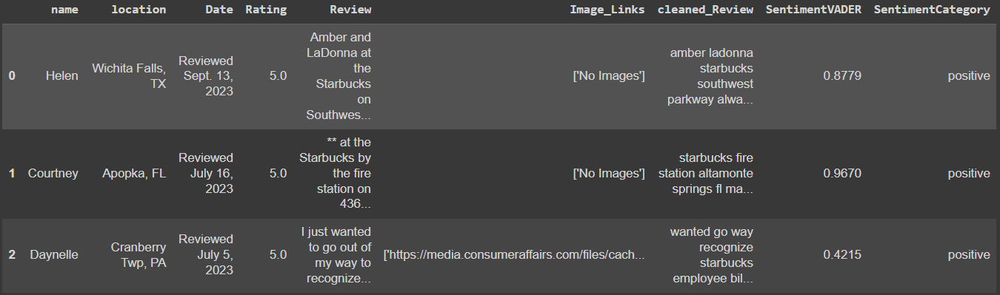 name location Date Rating Review Image_Links cleaned_Review SentimentVADER SentimentCategory
0 Helen Wichita Falls, TX Reviewed Sept. 13, 2023 5.0 Amber and LaDonna at the Starbucks on Southwes... ['No Images'] amber ladonna starbucks southwest parkway alwa... 0.8779 positive
1 Courtney Apopka, FL Reviewed July 16, 2023 5.0 ** at the Starbucks by the fire station on 436... ['No Images'] starbucks fire station altamonte springs fl ma... 0.9670 positive
2 Daynelle Cranberry Twp, PA Reviewed July 5, 2023 5.0 I just wanted to go out of my way to recognize... ['https://media.consumeraffairs.com/files/cach... wanted go way recognize starbucks employee bil... 0.4215 positive